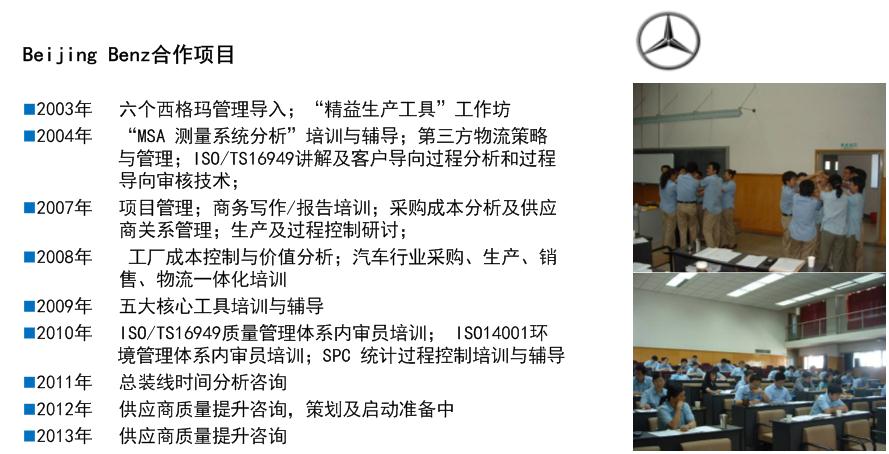 Beijing Benz合作项目
■2003年 六个西格玛管理导入；“精益生产工具”工作坊
■2004年 “MSA 测量系统分析”培训与辅导；第三方物流策略
与管理；ISO/TS16949讲解及客户导向过程分析和过程
导向审核技术；
■2007年 项目管理；商务写作/报告培训；采购成本分析及供应
商关系管理；生产及过程控制研讨；
■2008年 工厂成本控制与价值分析；汽车行业采购、生产、销
售、物流一体化培训
■2009年 五大核心工具培训与辅导
■2010年 ISO/TS16949质量管理体系内审员培训； ISO14001环
境管理体系内审员培训；SPC 统计过程控制培训与辅导
■2011年 总装线时间分析咨询
■2012年 供应商质量提升咨询，策划及启动准备中
■2013年 供应商质量提升咨询